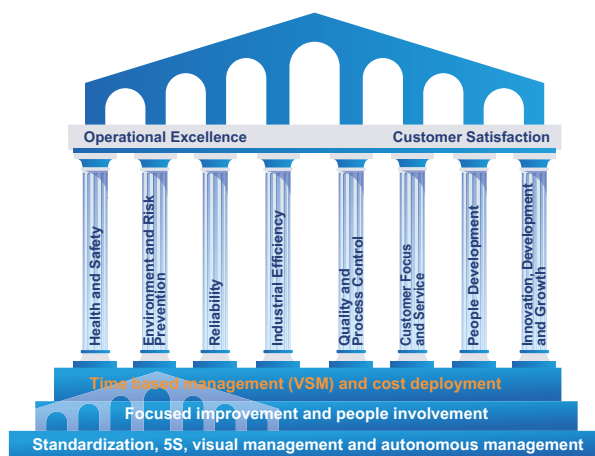 Operational Excellence
Customer Satisfaction
Health and Safety
Environment and Risk
Prevention
Reliability
Industrial Efficiency
Quality and
Process Control
Customer Focus
and Service
People Development
Innovation, Development
and Growth
Time based management (VSM) and cost deployment
Focused improvement and people involvement
Standardization, 5S, visual management and autonomous management